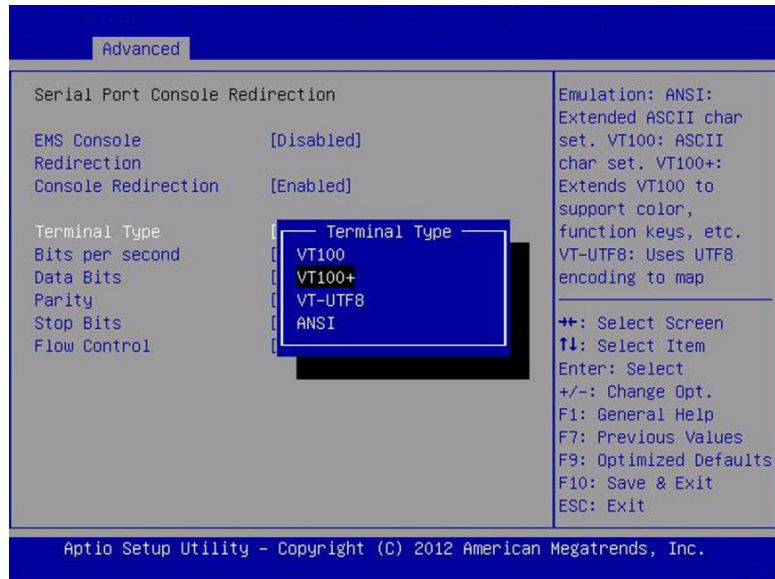 Advanced
Serial Port Console Redirection
EMS Console [Disabled]
Redirection
Console Redirection [Enabled]
Terminal Type [
Bits per second [
Data Bits [
Parity [
Stop Bits [
Flow Control [
Terminal Type
VT100
VT100+
VT-UTF8
ANSI
Emulation: ANSI:
Extended ASCII char
set. VT100: ASCII
char set. VT100+:
Extends VT100 to
support color,
function keys, etc.
VT-UTF8: Uses UTF8
encoding to map
→←: Select Screen
↑↓: Select Item
Enter: Select
+/-: Change Opt.
F1: General Help
F7: Previous Values
F9: Optimized Defaults
F10: Save & Exit
ESC: Exit
Aptio Setup Utility – Copyright (C) 2012 American Megatrends, Inc.